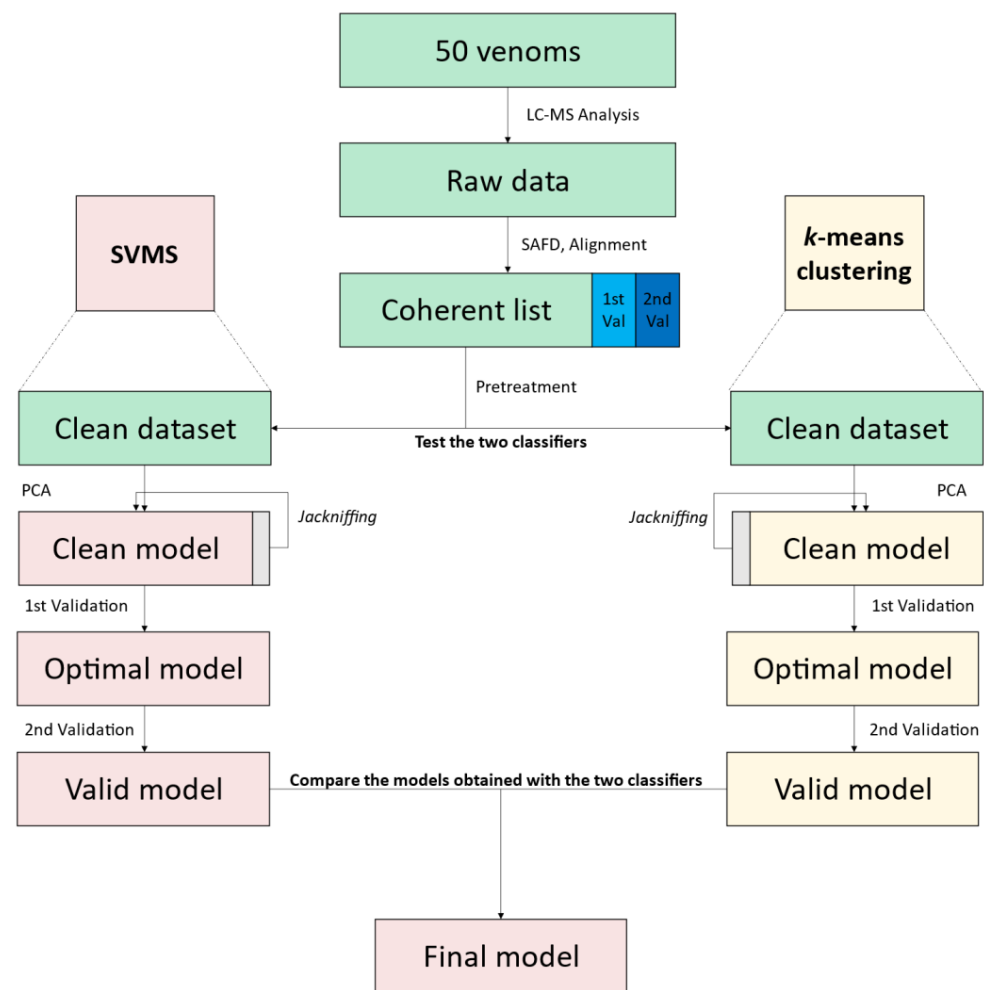 50 venoms
LC-MS Analysis
Raw data
SVMS
k-means
clustering
SAFD, Alignment
Coherent list
1st
Val
2nd
Val
Pretreatment
Clean dataset
Test the two classifiers
Clean dataset
PCA
Jackniffing
Jackniffing
PCA
Clean model
Clean model
1st Validation
1st Validation
Optimal model
Optimal model
2nd Validation
2nd Validation
Valid model
Compare the models obtained with the two classifiers
Valid model
Final model